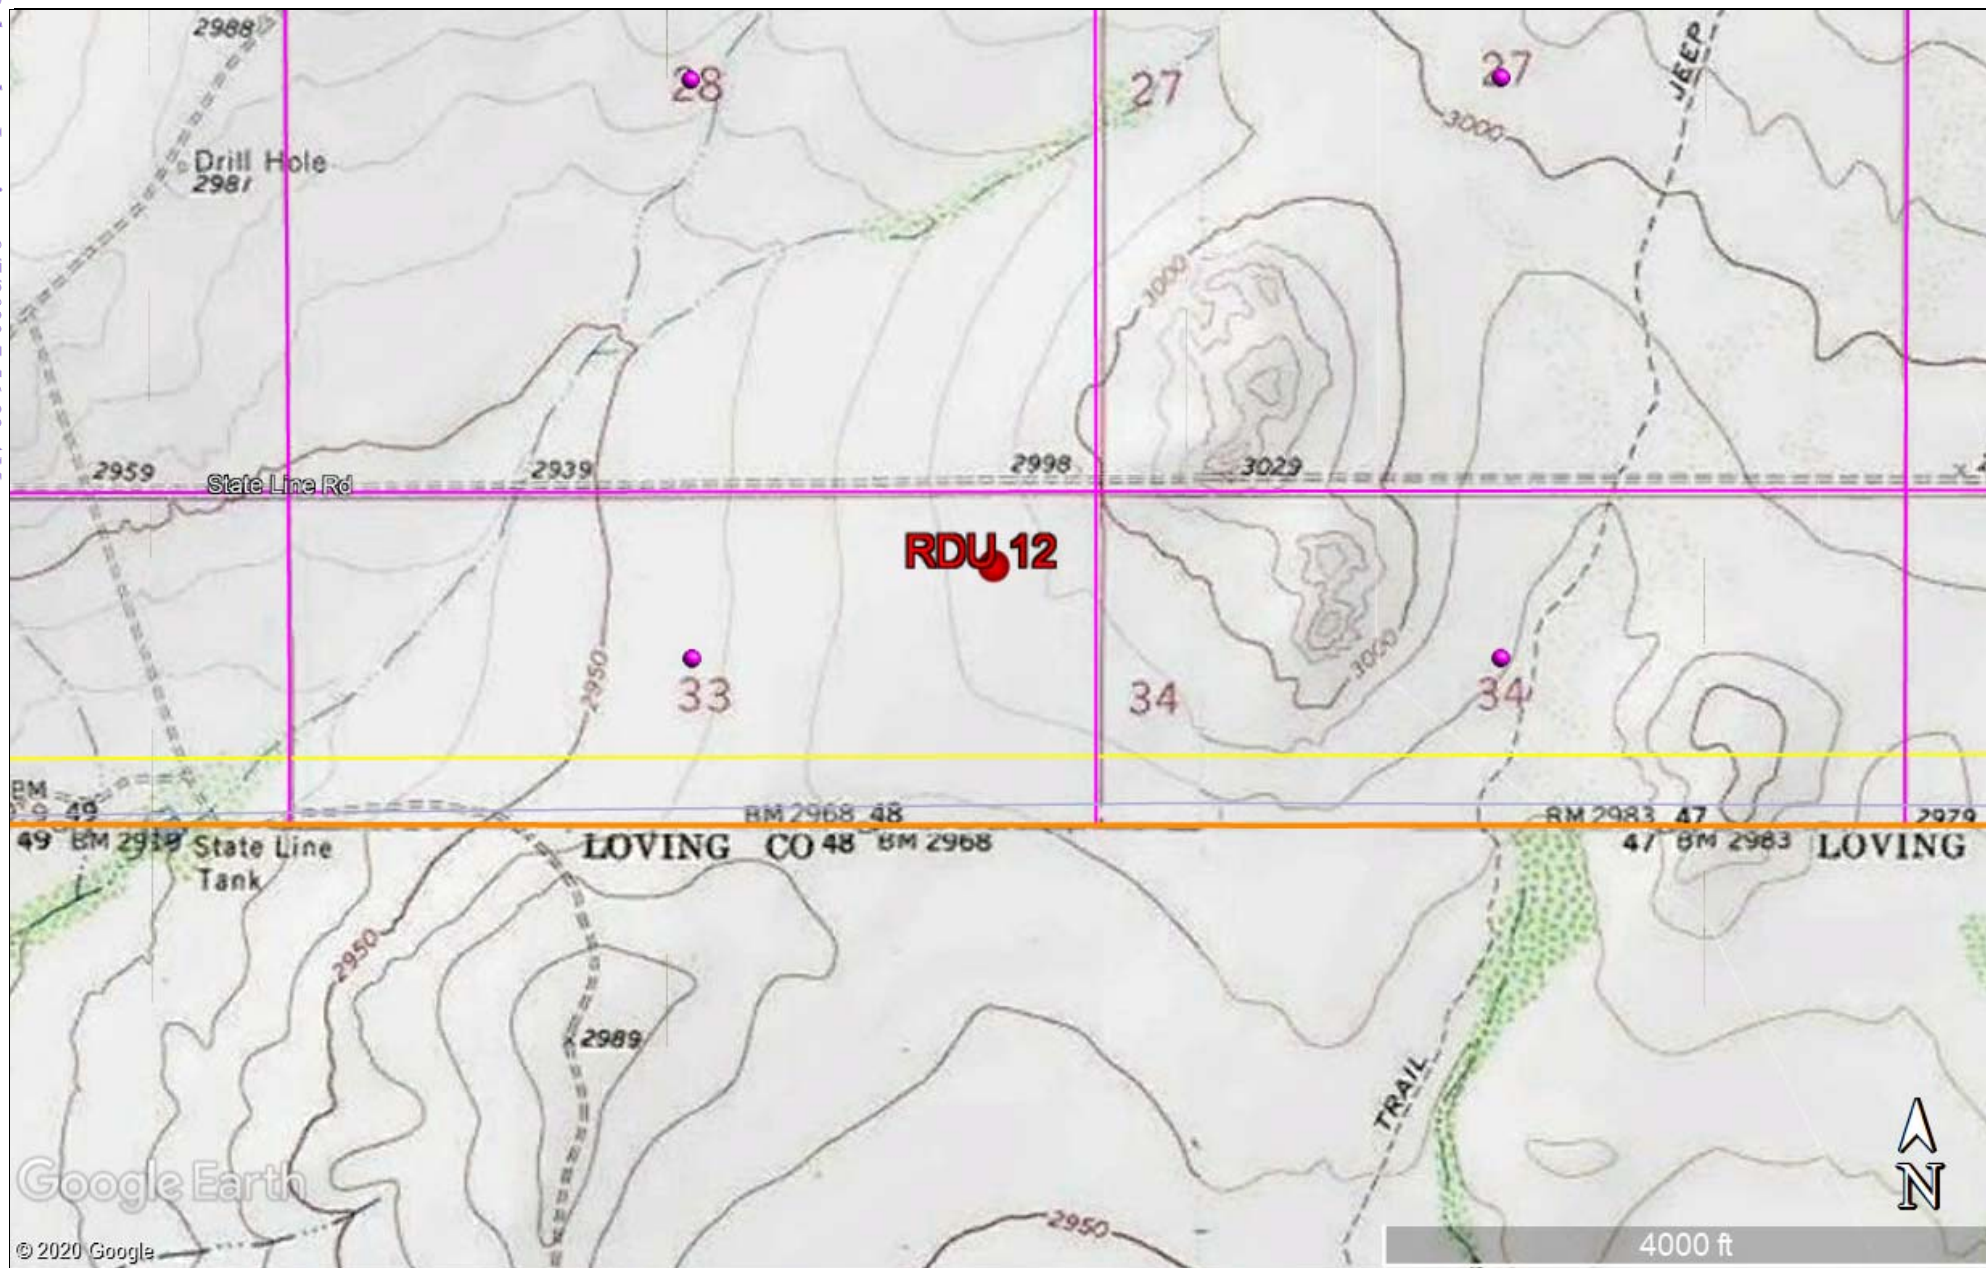 2988
28
27
27
JEEP
3000
Drill Hole
2981
3000
2959
State Line Rd
2939
2998
3029
RDU 12
2950
33
34
3000
34
BM
49
BM 2968 48
BM 2983 47
2979
49 BM 2919
State Line
Tank
LOVING CO
48 BM 2968
47 BM 2983
LOVING
2950
2989
TRAIL
N
Google Earth
2950
4000 ft
© 2020 Google